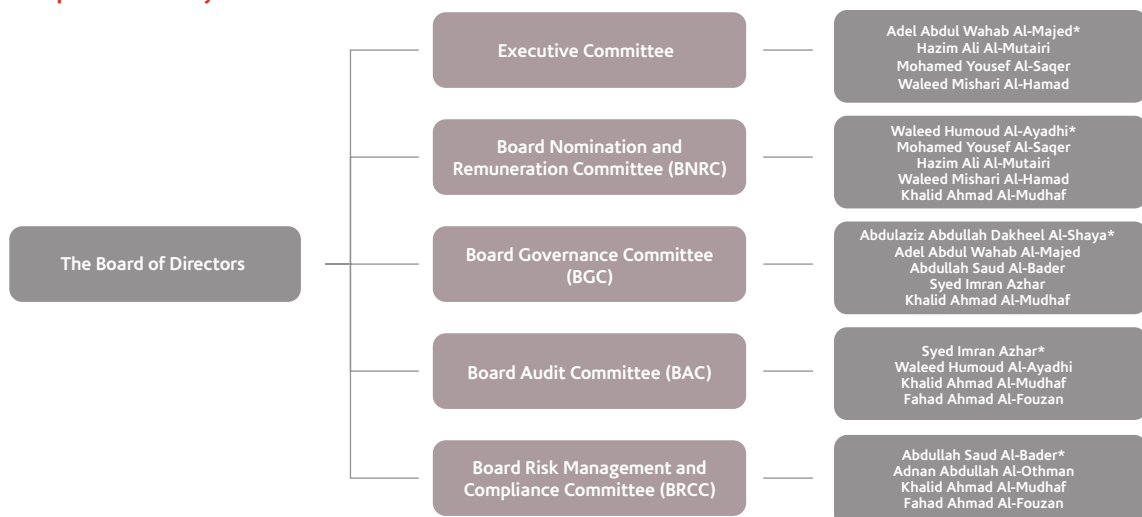 The Board of Directors
Executive Committee
Adel Abdul Wahab Al-Majed*
Hazim Ali Al-Mutairi
Mohamed Yousef Al-Saqer
Waleed Mishari Al-Hamad
Board Nomination and
Remuneration Committee (BNRC)
Waleed Humoud Al-Ayadhi*
Mohamed Yousef Al-Saqer
Hazim Ali Al-Mutairi
Waleed Mishari Al-Hamad
Khalid Ahmad Al-Mudhaf
Board Governance Committee
(BGC)
Abdulaziz Abdullah Dakheel Al-Shaya*
Adel Abdul Wahab Al-Majed
Abdullah Saud Al-Bader
Syed Imran Azhar
Khalid Ahmad Al-Mudhaf
Board Audit Committee (BAC)
Syed Imran Azhar*
Waleed Humoud Al-Ayadhi
Khalid Ahmad Al-Mudhaf
Fahad Ahmad Al-Fouzan
Board Risk Management and
Compliance Committee (BRCC)
Abdullah Saud Al-Bader*
Adnan Abdullah Al-Othman
Khalid Ahmad Al-Mudhaf
Fahad Ahmad Al-Fouzan